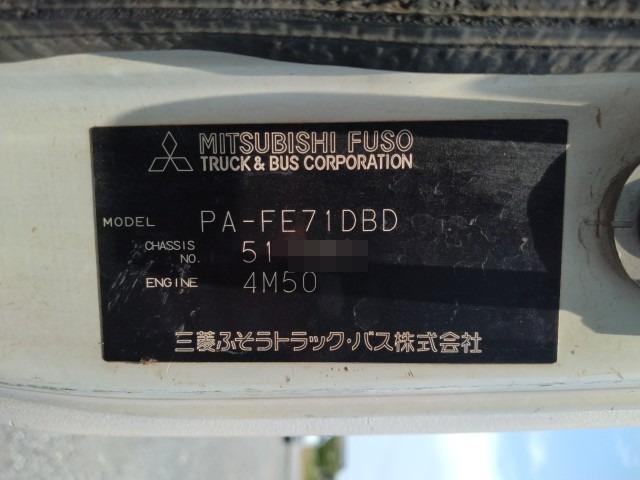 MITSUBISHI FUSO
TRUCK & BUS CORPORATION
MODEL PA-FE71DBD
CHASSIS NO. 51
ENGINE 4M50
三菱ふそうトラック・バス株式会社